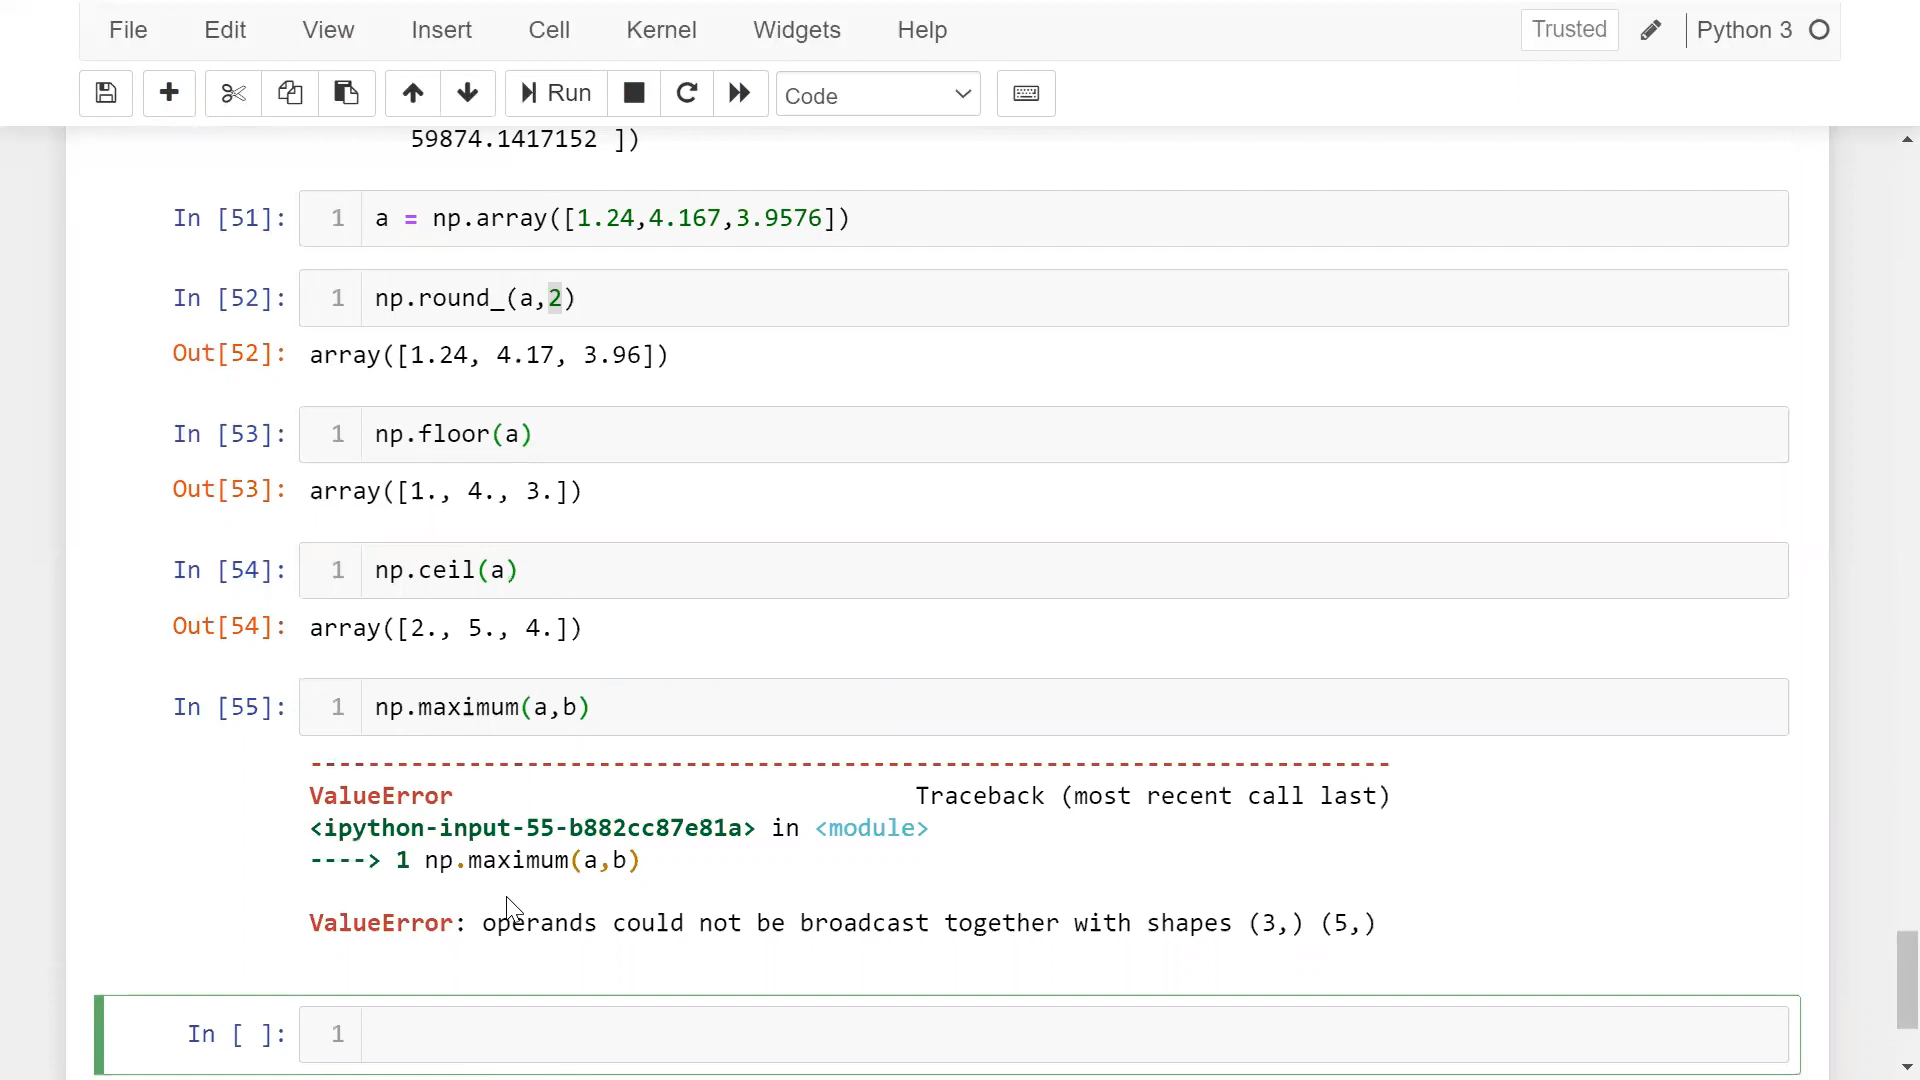 File Edit View Insert Cell Kernel Widgets Help Trusted Python 3
Run Code
59874.1417152 ])
In [51]: 1 a = np.array([1.24,4.167,3.9576])
In [52]: 1 np.round_(a,2)
Out[52]: array([1.24, 4.17, 3.96])
In [53]: 1 np.floor(a)
Out[53]: array([1., 4., 3.])
In [54]: 1 np.ceil(a)
Out[54]: array([2., 5., 4.])
In [55]: 1 np.maximum(a,b)
---------------------------------------------------------------------------
ValueError Traceback (most recent call last)
<ipython-input-55-b882cc87e81a> in <module>
----> 1 np.maximum(a,b)
ValueError: operands could not be broadcast together with shapes (3,) (5,)
In [ ]: 1